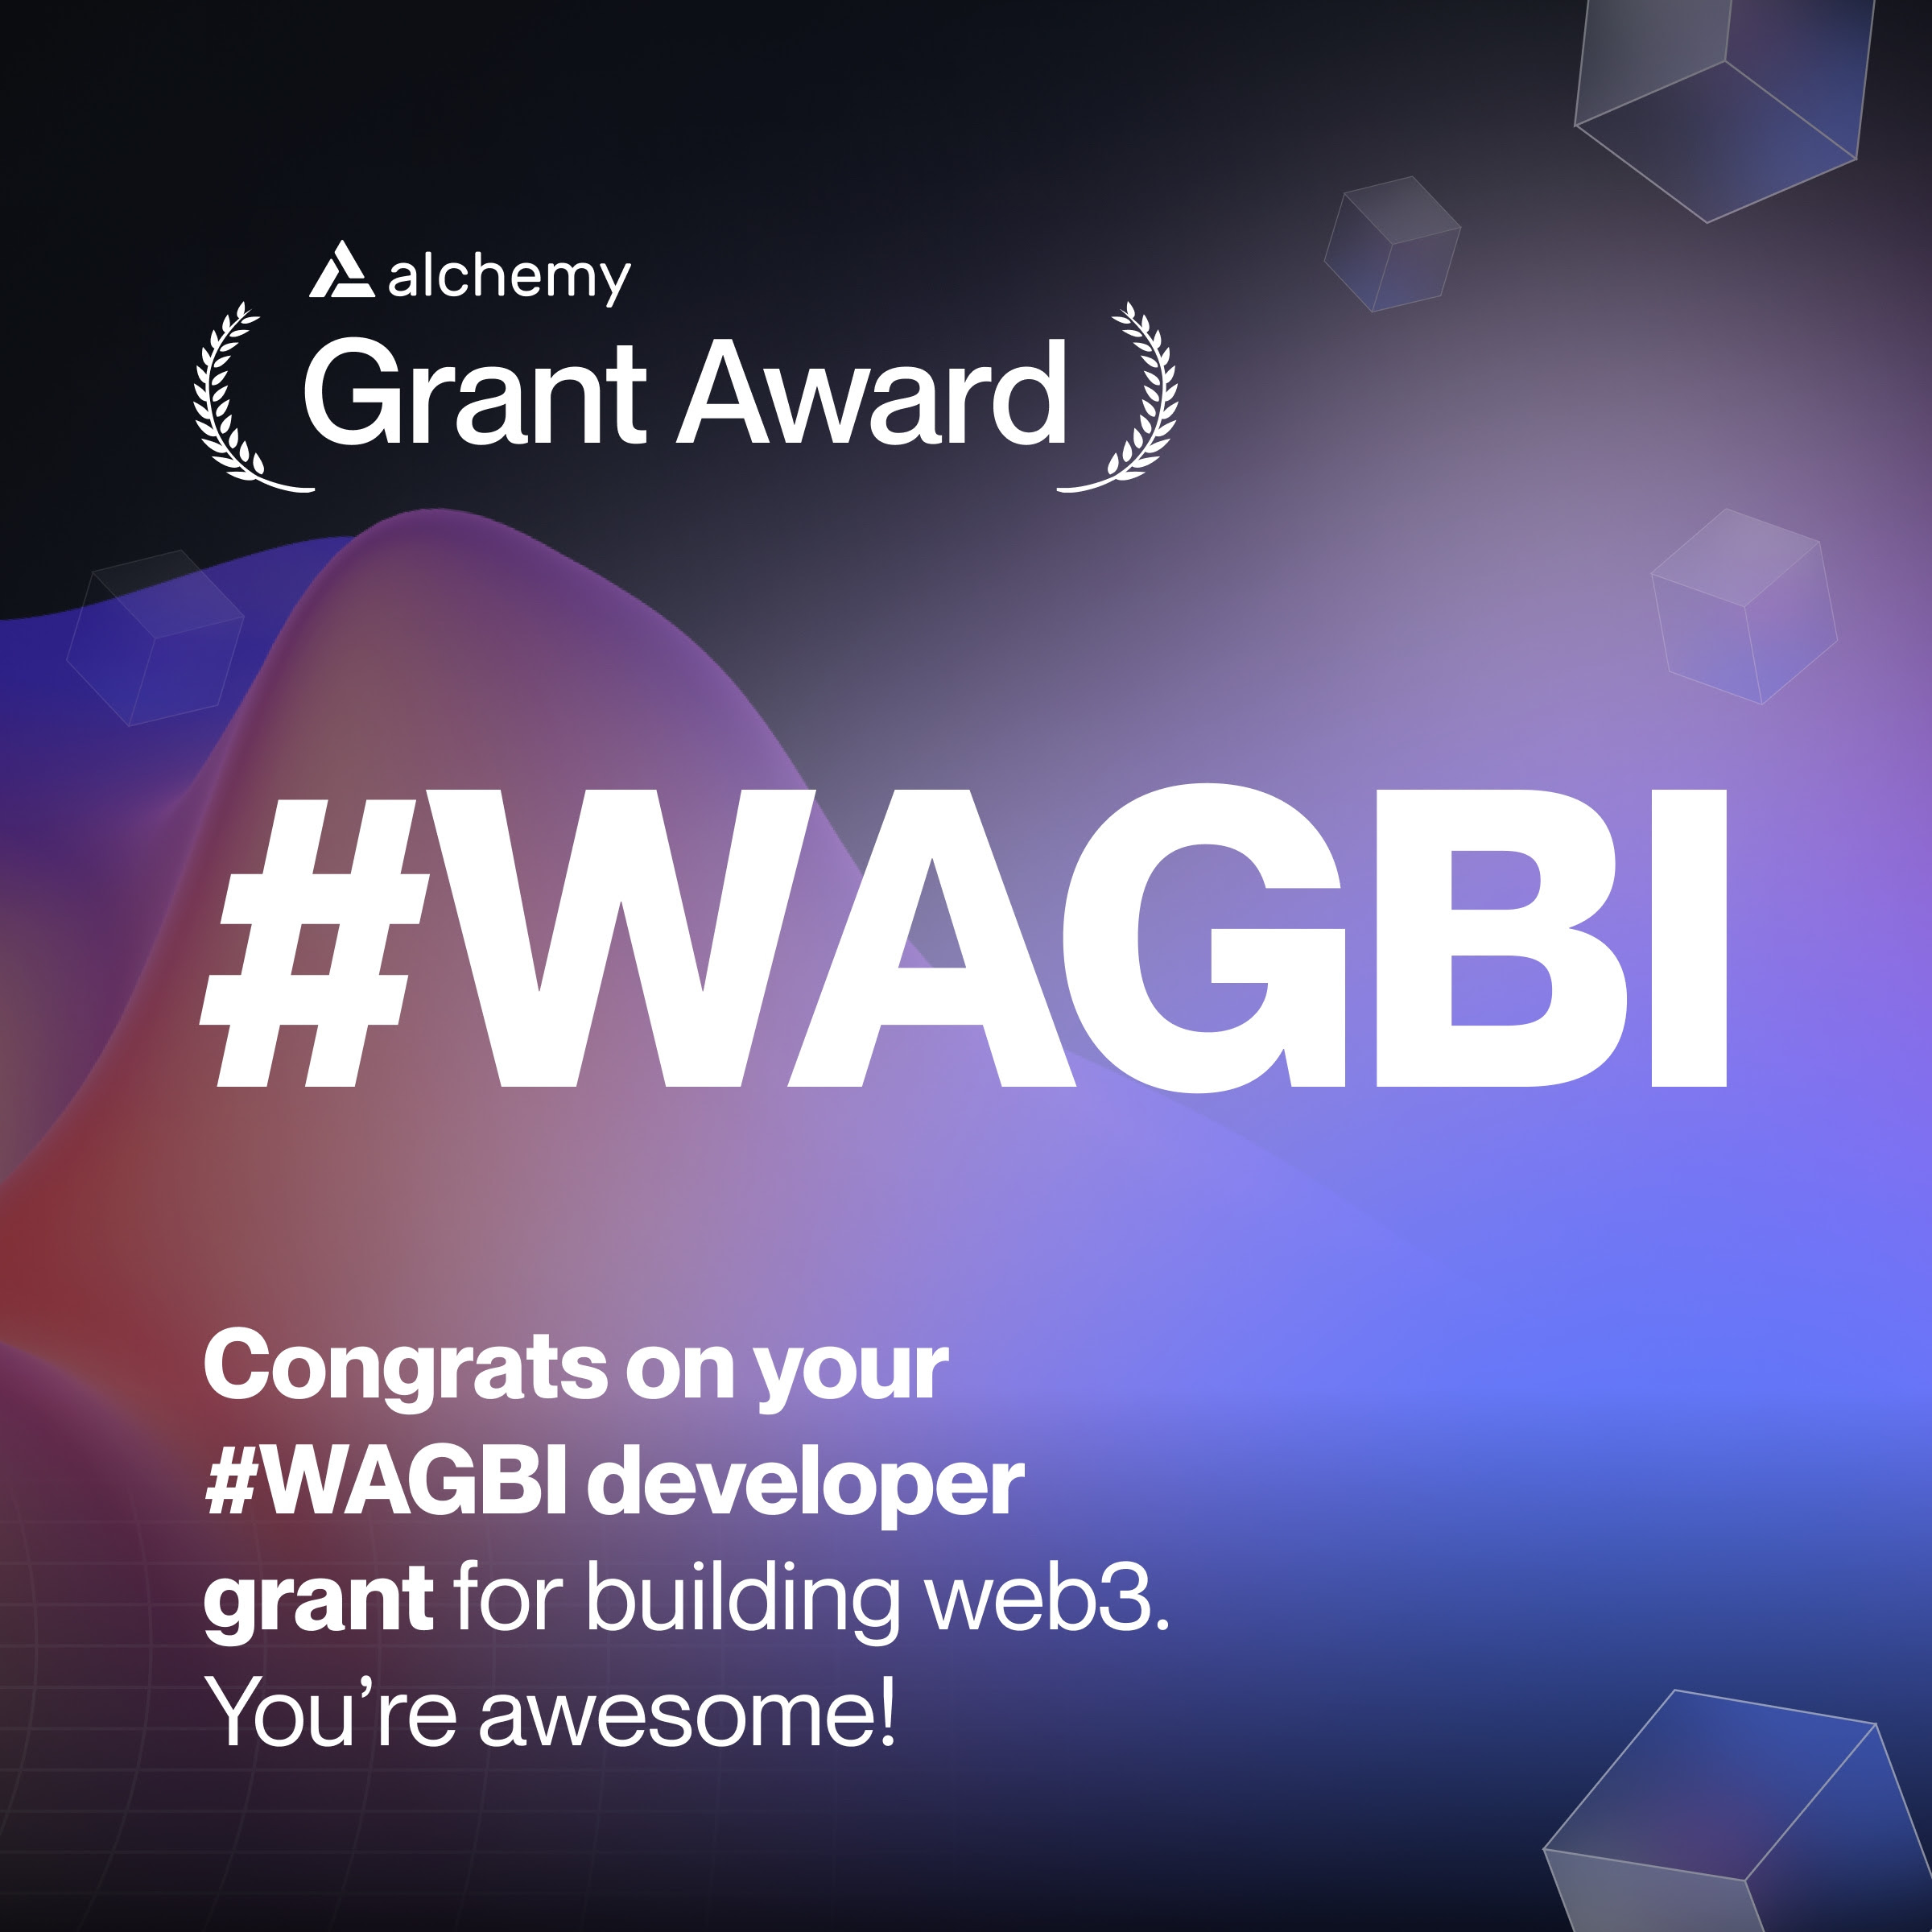 alchemy
Grant Award
#WAGBI
Congrats on your
#WAGBI developer
grant for building web3.
You’re awesome!